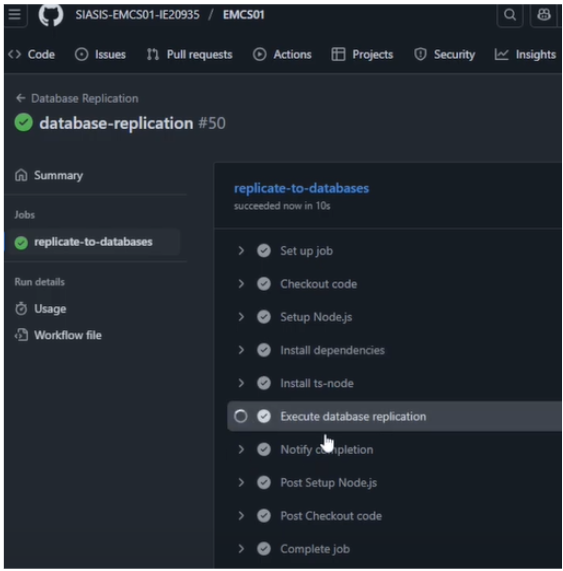 SIASIS-EMCS01-IE20935 / EMCS01
Code Issues Pull requests Actions Projects Security Insights
← Database Replication
database-replication #50
Summary
Jobs
replicate-to-databases
Run details
Usage
Workflow file
replicate-to-databases
succeeded now in 10s
Set up job
Checkout code
Setup Node.js
Install dependencies
Install ts-node
Execute database replication
Notify completion
Post Setup Node.js
Post Checkout code
Complete job